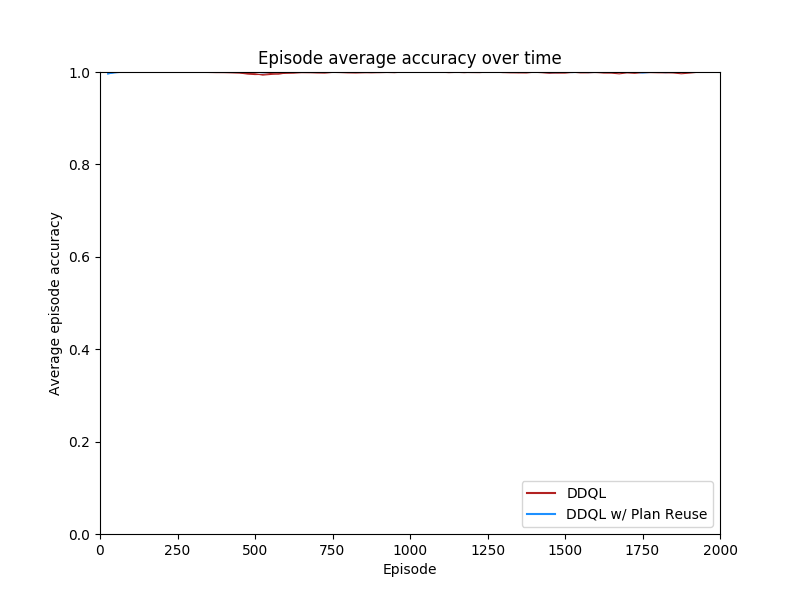 Episode average accuracy over time
1.0
0.8
0.6
0.4
0.2
0.0
Average episode accuracy
DDQL
DDQL w/ Plan Reuse
0 250 500 750 1000 1250 1500 1750 2000
Episode